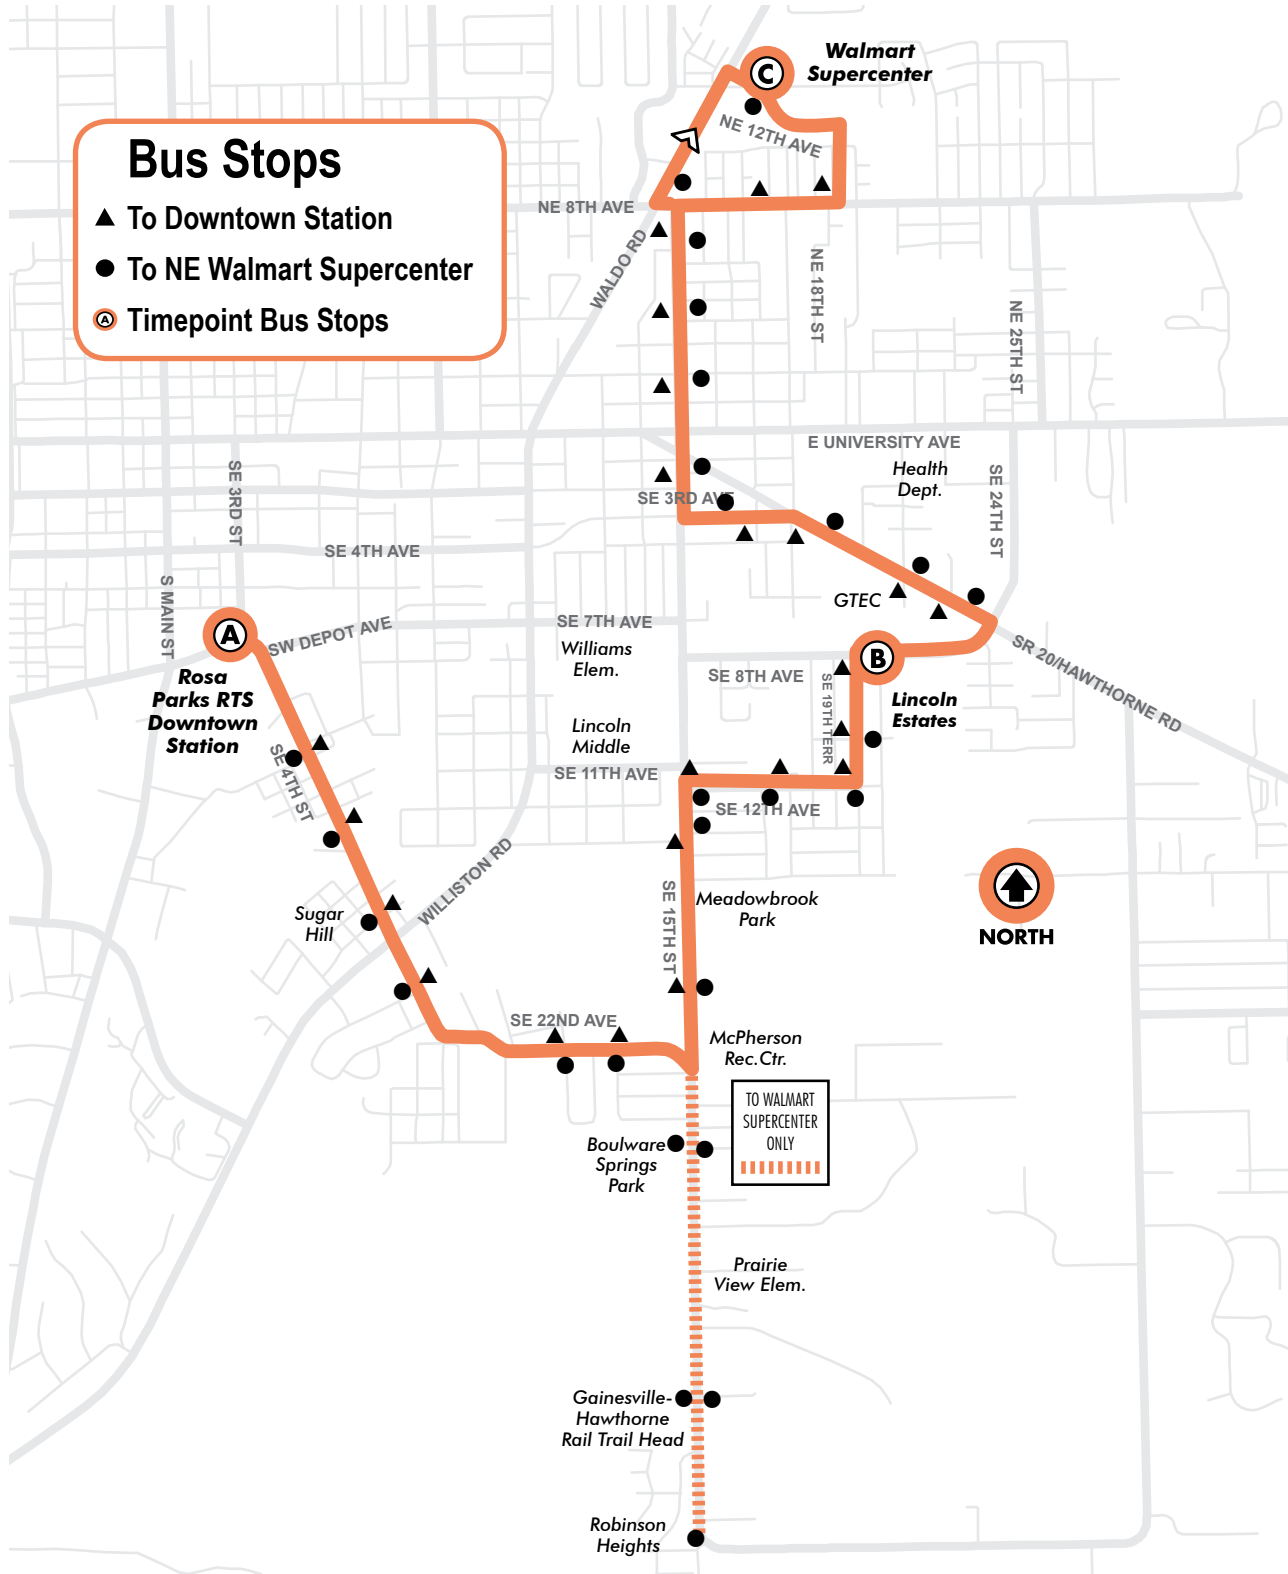 Walmart
Supercenter
C
NE 12TH AVE
Bus Stops
To Downtown Station
To NE Walmart Supercenter
A
Timepoint Bus Stops
NE 8TH AVE
WALDO RD
NE 18TH ST
NE 25TH ST
E UNIVERSITY AVE
Health
Dept.
SE 3RD AVE
SE 24TH ST
SE 3RD ST
SE 4TH AVE
S MAIN ST
GTEC
A
SW DEPOT AVE
SE 7TH AVE
Williams
Elem.
B
SR 20/HAWTHORNE RD
Rosa
Parks RTS
Downtown
Station
SE 8TH AVE
SE 19TH TERR
Lincoln
Estates
Lincoln
Middle
SE 4TH ST
SE 11TH AVE
SE 12TH AVE
WILLISTON RD
Sugar
Hill
SE 15TH ST
Meadowbrook
Park
NORTH
SE 22ND AVE
McPherson
Rec.Ctr.
TO WALMART
SUPERCENTER
ONLY
Boulware
Springs
Park
Prairie
View Elem.
Gainesville-
Hawthorne
Rail Trail Head
Robinson
Heights